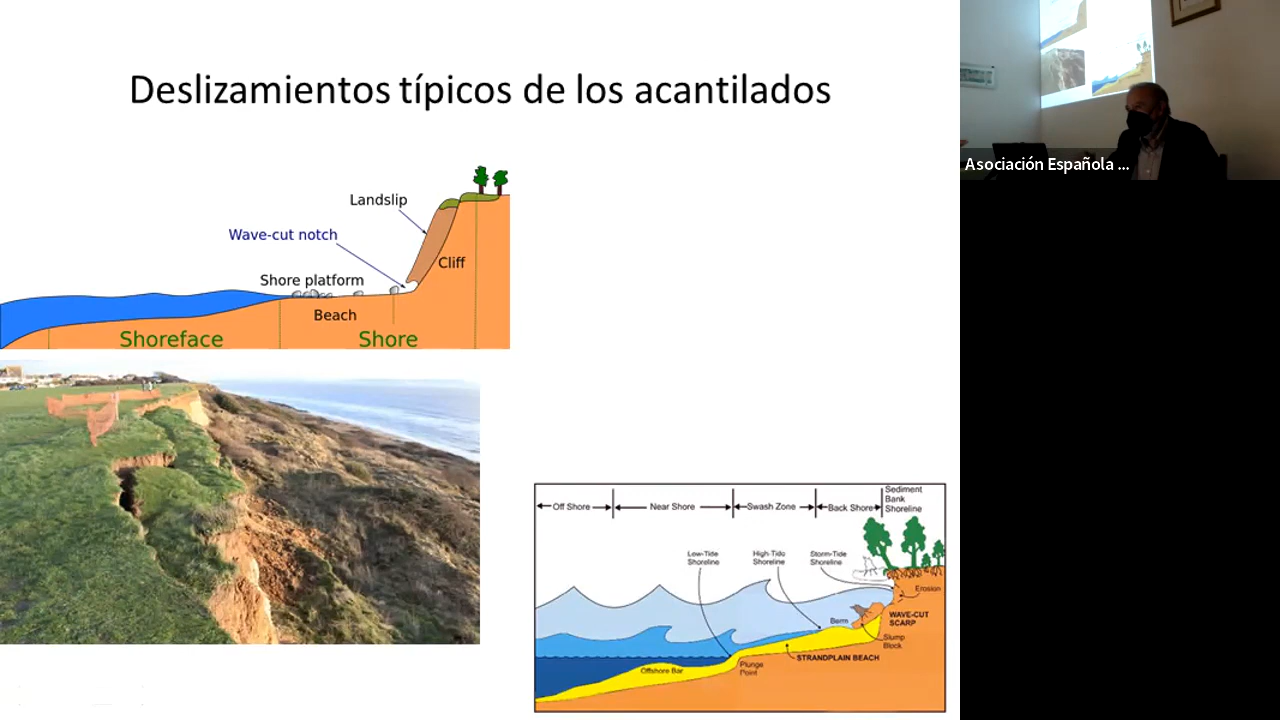 Deslizamientos típicos de los acantilados
Asociación Española ...
Landslip
Wave-cut notch
Cliff
Shore platform
Beach
Shoreface
Shore
Off Shore
Near Shore
Swash Zone
Back Shore
Sediment
Bank
Shoreline
Low-Tide
Shoreline
High-Tide
Shoreline
Storm-Tide
Shoreline
Erosion
Berm
WAVE-CUT
SCARP
Slump
Block
STRANDPLAIN BEACH
Offshore Bar
Plunge
Point